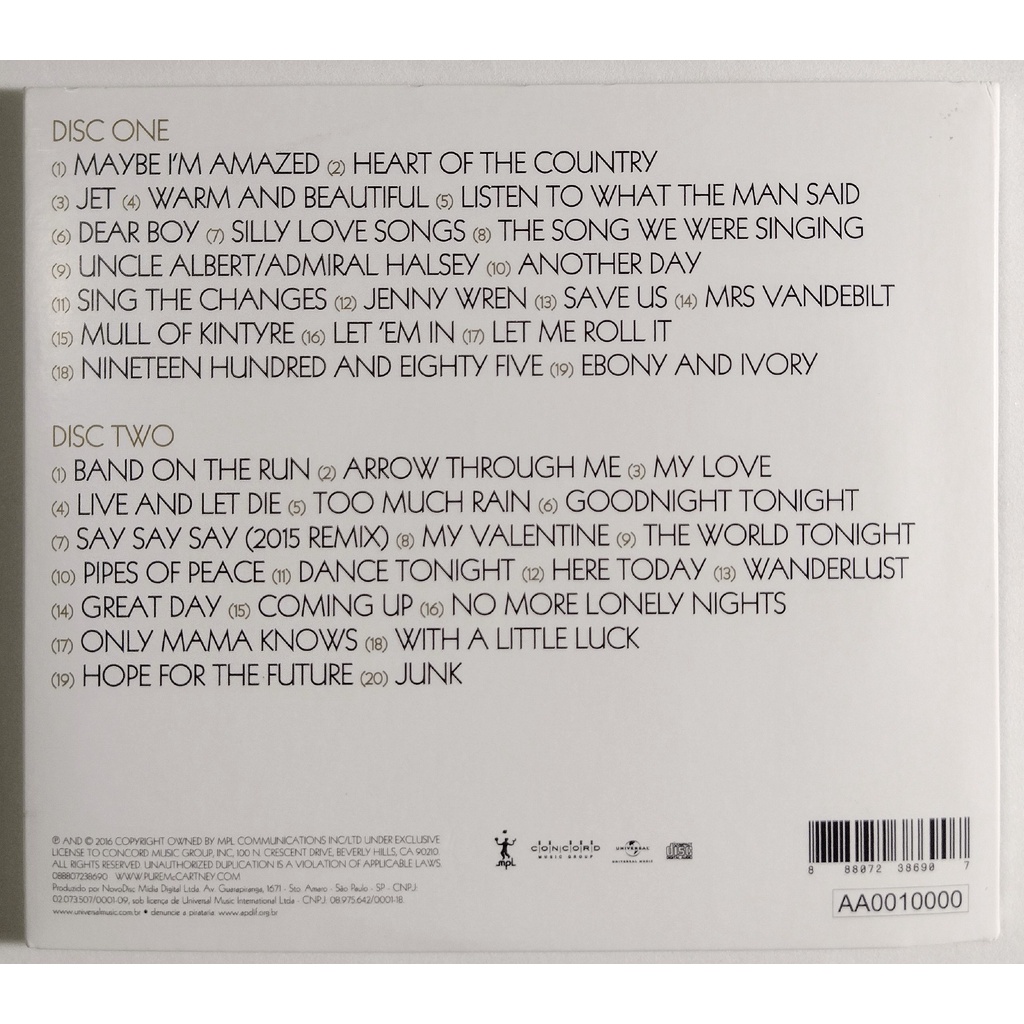 DISC ONE
(1) MAYBE I'M AMAZED (2) HEART OF THE COUNTRY
(3) JET (4) WARM AND BEAUTIFUL (5) LISTEN TO WHAT THE MAN SAID
(6) DEAR BOY (7) SILLY LOVE SONGS (8) THE SONG WE WERE SINGING
(9) UNCLE ALBERT/ADMIRAL HALSEY (10) ANOTHER DAY
(11) SING THE CHANGES (12) JENNY WREN (13) SAVE US (14) MRS VANDEBILT
(15) MULL OF KINTYRE (16) LET 'EM IN (17) LET ME ROLL IT
(18) NINETEEN HUNDRED AND EIGHTY FIVE (19) EBONY AND IVORY
DISC TWO
(1) BAND ON THE RUN (2) ARROW THROUGH ME (3) MY LOVE
(4) LIVE AND LET DIE (5) TOO MUCH RAIN (6) GOODNIGHT TONIGHT
(7) SAY SAY SAY (2015 REMIX) (8) MY VALENTINE (9) THE WORLD TONIGHT
(10) PIPES OF PEACE (11) DANCE TONIGHT (12) HERE TODAY (13) WANDERLUST
(14) GREAT DAY (15) COMING UP (16) NO MORE LONELY NIGHTS
(17) ONLY MAMA KNOWS (18) WITH A LITTLE LUCK
(19) HOPE FOR THE FUTURE (20) JUNK
℗ AND © 2016 COPYRIGHT OWNED BY MPL COMMUNICATIONS INC/LTD UNDER EXCLUSIVE
LICENSE TO CONCORD MUSIC GROUP, INC, 100 N. CRESCENT DRIVE, BEVERLY HILLS, CA 90210.
ALL RIGHTS RESERVED. UNAUTHORIZED DUPLICATION IS A VIOLATION OF APPLICABLE LAWS.
088807238690 WWW.PUREMcCARTNEY.COM
Produzido por NovoDisc Mídia Digital Ltda. Av. Guarapiranga, 1671 - Sto. Amaro - São Paulo - SP - CNPJ:
02.073.507/0001-09, sob licença de Universal Music International Ltda - CNPJ: 08.975.642/0001-18.
www.universalmusic.com.br • denuncie a pirataria: www.apdif.org.br
mpl
CONCORD
MUSIC GROUP
UNIVERSAL
UNIVERSAL MUSIC
8 88072 38690 7
AA0010000